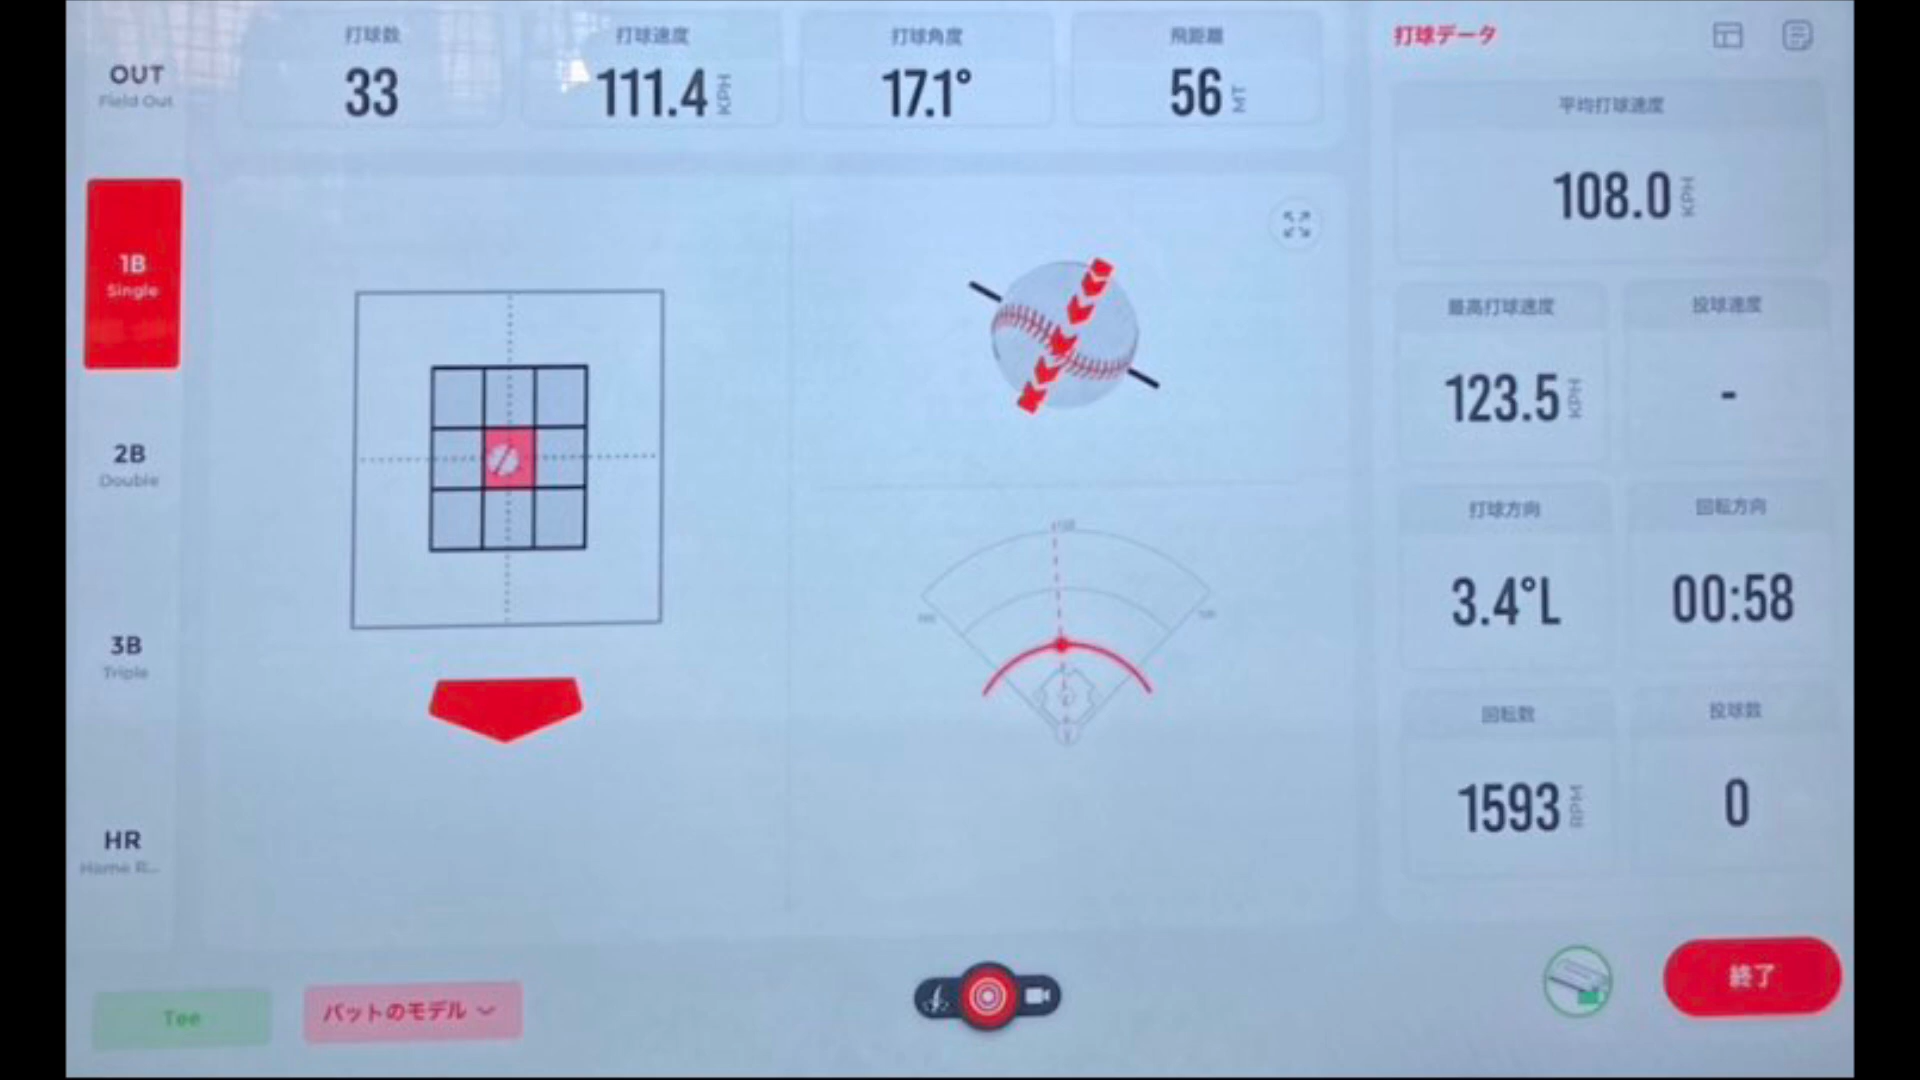 OUT
Field Out
1B
Single
2B
Double
3B
Triple
HR
Home R...
打球数
33
打球速度
111.4 KPH
打球角度
17.1°
飛距離
56 MT
打球データ
平均打球速度
108.0 KPH
最高打球速度
123.5 KPH
投球速度
-
打球方向
3.4°L
回転方向
00:58
回転数
1593 RPM
投球数
0
Tee
バットのモデル
終了